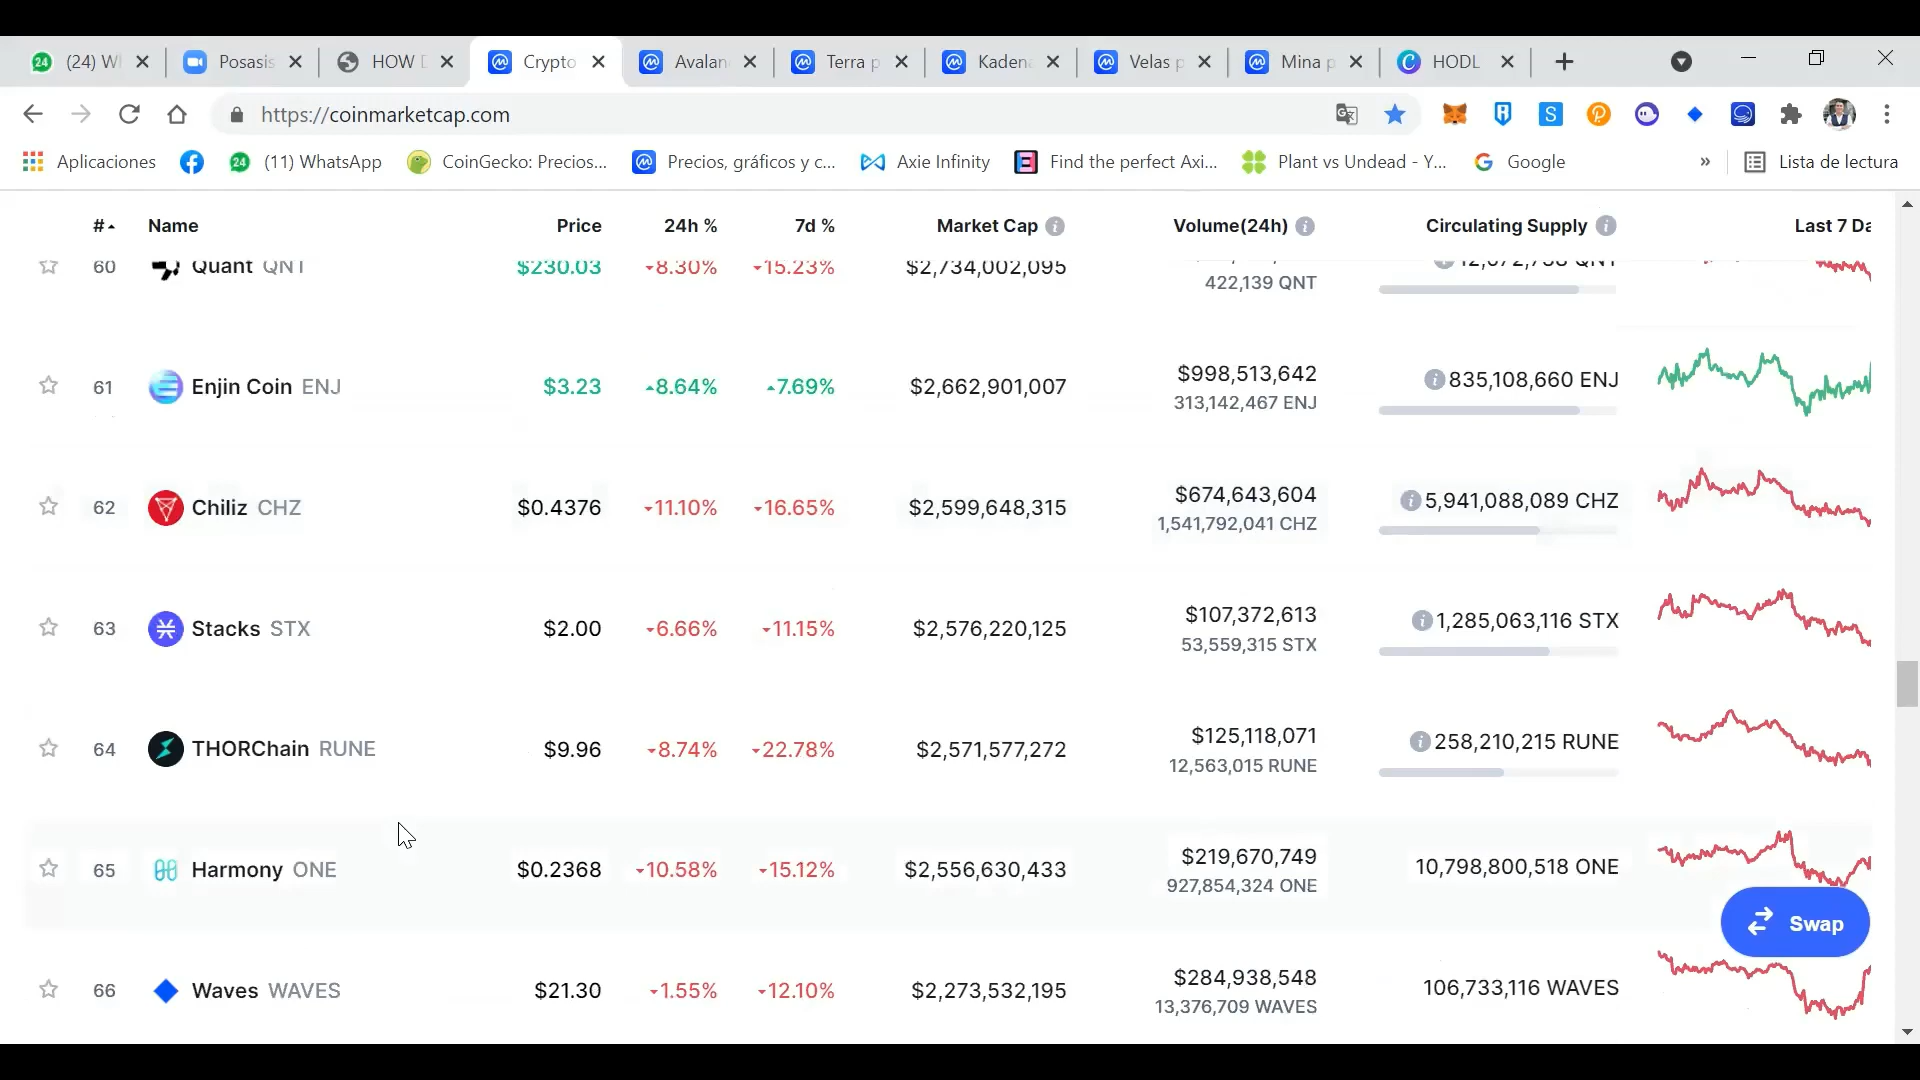 24 (24) W Posasis HOW Crypto Avalan Terra p Kaden Velas p Mina p HODL
https://coinmarketcap.com
Aplicaciones 24 (11) WhatsApp CoinGecko: Precios... Precios, gráficos y c... Axie Infinity Find the perfect Axi... Plant vs Undead - Y... Google » Lista de lectura
# Name Price 24h % 7d % Market Cap Volume(24h) Circulating Supply Last 7 Da
60 Quant QNT $230.03 8.30% 15.23% $2,734,002,095
422,139 QNT
61 Enjin Coin ENJ $3.23 8.64% 7.69% $2,662,901,007 $998,513,642 835,108,660 ENJ
313,142,467 ENJ
62 Chiliz CHZ $0.4376 11.10% 16.65% $2,599,648,315 $674,643,604 5,941,088,089 CHZ
1,541,792,041 CHZ
63 Stacks STX $2.00 6.66% 11.15% $2,576,220,125 $107,372,613 1,285,063,116 STX
53,559,315 STX
64 THORChain RUNE $9.96 8.74% 22.78% $2,571,577,272 $125,118,071 258,210,215 RUNE
12,563,015 RUNE
65 Harmony ONE $0.2368 10.58% 15.12% $2,556,630,433 $219,670,749 10,798,800,518 ONE
927,854,324 ONE
Swap
66 Waves WAVES $21.30 1.55% 12.10% $2,273,532,195 $284,938,548 106,733,116 WAVES
13,376,709 WAVES